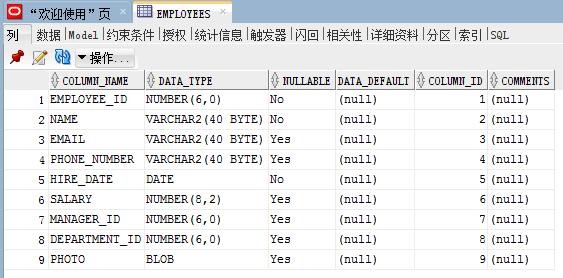 “欢迎使用”页 EMPLOYEES
列 数据 Model 约束条件 授权 统计信息 触发器 闪回 相关性 详细资料 分区 索引 SQL
操作...
COLUMN_NAME DATA_TYPE NULLABLE DATA_DEFAULT COLUMN_ID COMMENTS
1 EMPLOYEE_ID NUMBER(6,0) No (null) 1 (null)
2 NAME VARCHAR2(40 BYTE) No (null) 2 (null)
3 EMAIL VARCHAR2(40 BYTE) Yes (null) 3 (null)
4 PHONE_NUMBER VARCHAR2(40 BYTE) Yes (null) 4 (null)
5 HIRE_DATE DATE No (null) 5 (null)
6 SALARY NUMBER(8,2) Yes (null) 6 (null)
7 MANAGER_ID NUMBER(6,0) Yes (null) 7 (null)
8 DEPARTMENT_ID NUMBER(6,0) Yes (null) 8 (null)
9 PHOTO BLOB Yes (null) 9 (null)